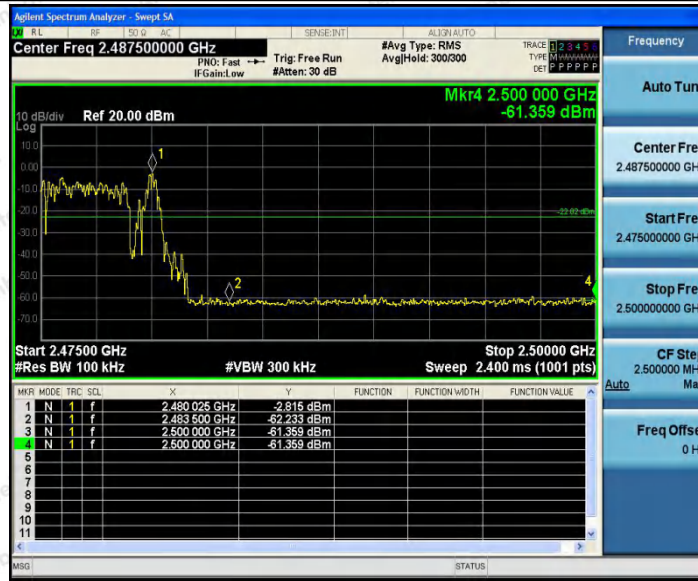 Agilent Spectrum Analyzer - Swept SA
RL RF 50 Ω AC SENSE:INT ALIGN AUTO
Center Freq 2.487500000 GHz
PNO: Fast
IFGain:Low
Trig: Free Run
#Atten: 30 dB
#Avg Type: RMS
Avg|Hold: 300/300
TRACE 1 2 3 4 5 6
TYPE M
DET P P P P P P
Mkr4 2.500 000 GHz
-61.359 dBm
10 dB/div Ref 20.00 dBm
Log
10.0
0.00
-10.0
-20.0
-30.0
-40.0
-50.0
-60.0
-70.0
1
2
4
-22.82 dBm
Start 2.47500 GHz Stop 2.50000 GHz
#Res BW 100 kHz #VBW 300 kHz Sweep 2.400 ms (1001 pts)
MKR MODE TRC SCL X Y FUNCTION FUNCTION WIDTH FUNCTION VALUE
1 N 1 f 2.480 025 GHz -2.815 dBm
2 N 1 f 2.483 500 GHz -62.233 dBm
3 N 1 f 2.500 000 GHz -61.359 dBm
4 N 1 f 2.500 000 GHz -61.359 dBm
5
6
7
8
9
10
11
MSG STATUS
Frequency
Auto Tun
Center Fre
2.487500000 GH
Start Fre
2.475000000 GH
Stop Fre
2.500000000 GH
CF Ste
2.500000 MH
Auto Ma
Freq Offse
0 H